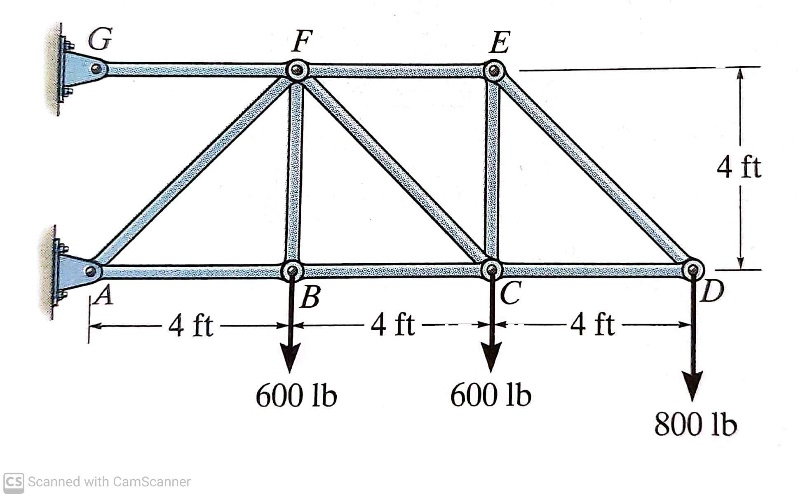 G F E
4 ft
A B C D
4 ft 4 ft 4 ft
600 lb 600 lb
800 lb
CS Scanned with CamScanner